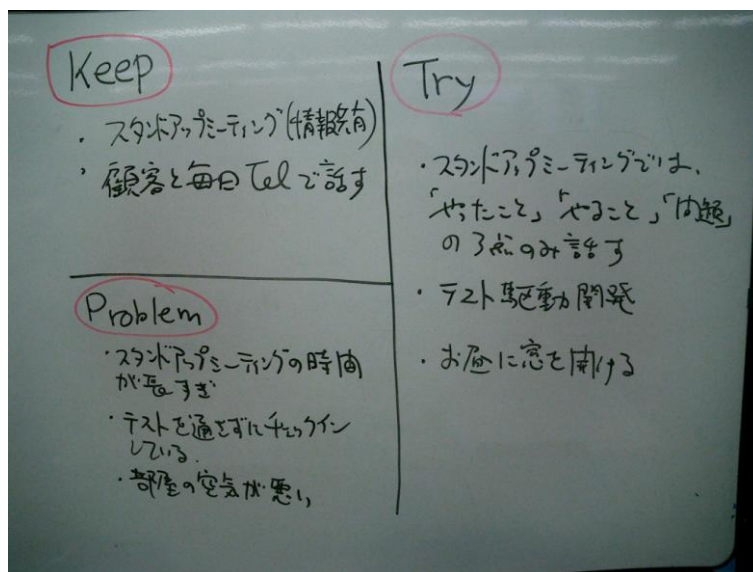 Keep
・スタンドアップミーティング(情報共有)
・顧客と毎日Telで話す
Problem
・スタンドアップミーティングの時間
が長すぎ
・テストを通さずにチェックイン
している.
・部屋の空気が悪い
Try
・スタンドアップミーティングでは、
「やったこと」「やること」「問題」
の3点のみ話す
・テスト駆動開発
・お昼に窓を開ける